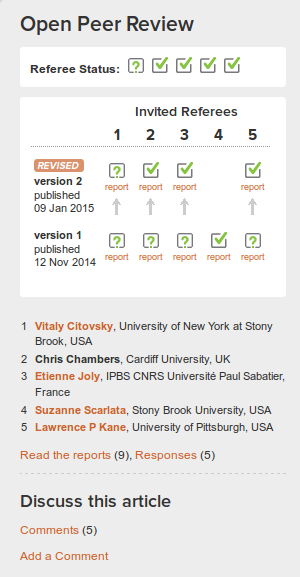 Open Peer Review
Referee Status:
Invited Referees
1 2 3 4 5
REVISED
version 2
published
09 Jan 2015
report report report report
version 1
published
12 Nov 2014
report report report report report
1 Vitaly Citovsky, University of New York at Stony
Brook, USA
2 Chris Chambers, Cardiff University, UK
3 Etienne Joly, IPBS CNRS Université Paul Sabatier,
France
4 Suzanne Scarlata, Stony Brook University, USA
5 Lawrence P Kane, University of Pittsburgh, USA
Read the reports (9), Responses (5)
Discuss this article
Comments (5)
Add a Comment